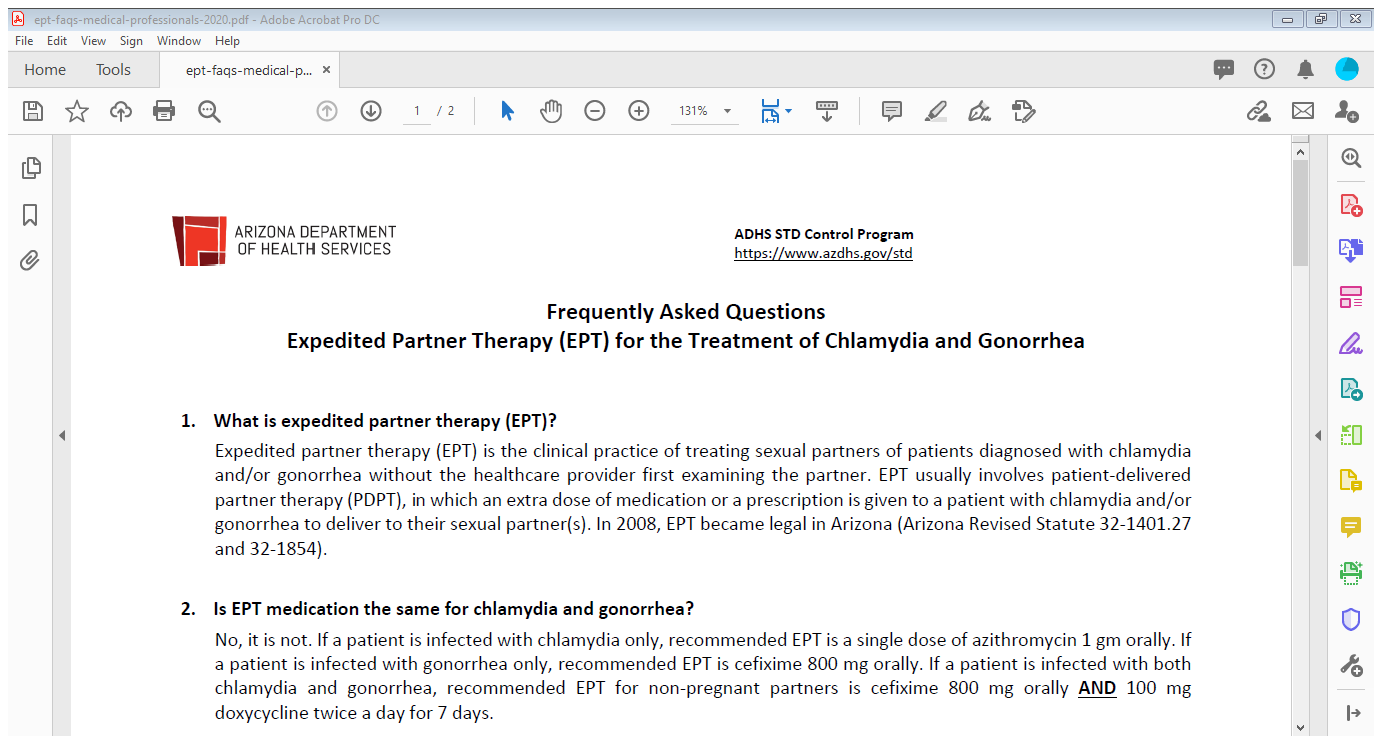 ept-faqs-medical-professionals-2020.pdf - Adobe Acrobat Pro DC
File Edit View Sign Window Help
Home Tools ept-faqs-medical-p... ×
1 / 2 131%
ARIZONA DEPARTMENT
OF HEALTH SERVICES
ADHS STD Control Program
https://www.azdhs.gov/std
Frequently Asked Questions
Expedited Partner Therapy (EPT) for the Treatment of Chlamydia and Gonorrhea
1. What is expedited partner therapy (EPT)?
Expedited partner therapy (EPT) is the clinical practice of treating sexual partners of patients diagnosed with chlamydia
and/or gonorrhea without the healthcare provider first examining the partner. EPT usually involves patient-delivered
partner therapy (PDPT), in which an extra dose of medication or a prescription is given to a patient with chlamydia and/or
gonorrhea to deliver to their sexual partner(s). In 2008, EPT became legal in Arizona (Arizona Revised Statute 32-1401.27
and 32-1854).
2. Is EPT medication the same for chlamydia and gonorrhea?
No, it is not. If a patient is infected with chlamydia only, recommended EPT is a single dose of azithromycin 1 gm orally. If
a patient is infected with gonorrhea only, recommended EPT is cefixime 800 mg orally. If a patient is infected with both
chlamydia and gonorrhea, recommended EPT for non-pregnant partners is cefixime 800 mg orally AND 100 mg
doxycycline twice a day for 7 days.